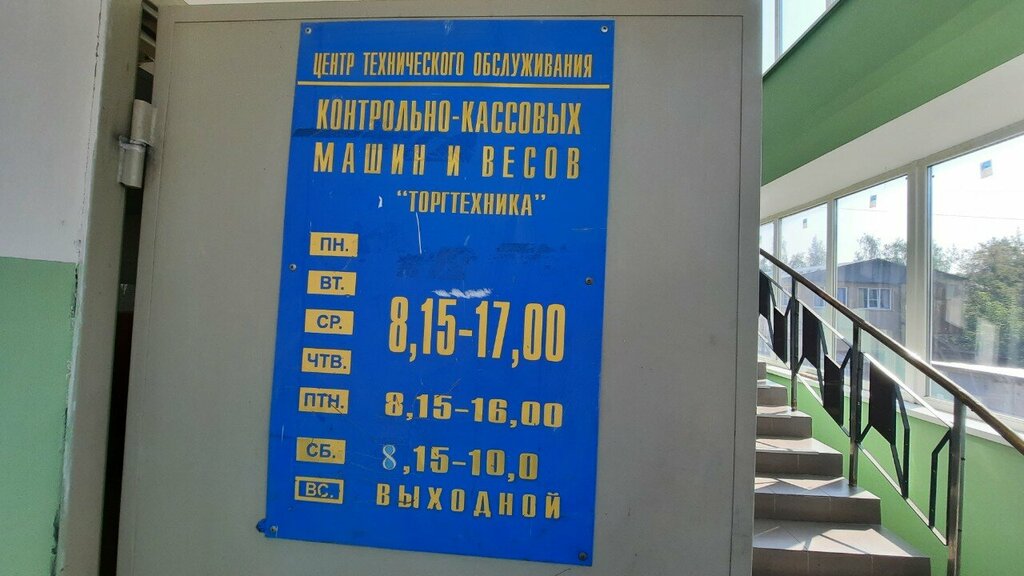 ЦЕНТР ТЕХНИЧЕСКОГО ОБСЛУЖИВАНИЯ
КОНТРОЛЬНО-КАССОВЫХ
МАШИН И ВЕСОВ
"ТОРГТЕХНИКА"
ПН.
ВТ.
СР.
8,15-17,00
ЧТВ.
ПТН. 8,15-16,00
СБ. 8,15-10,0
ВС. ВЫХОДНОЙ